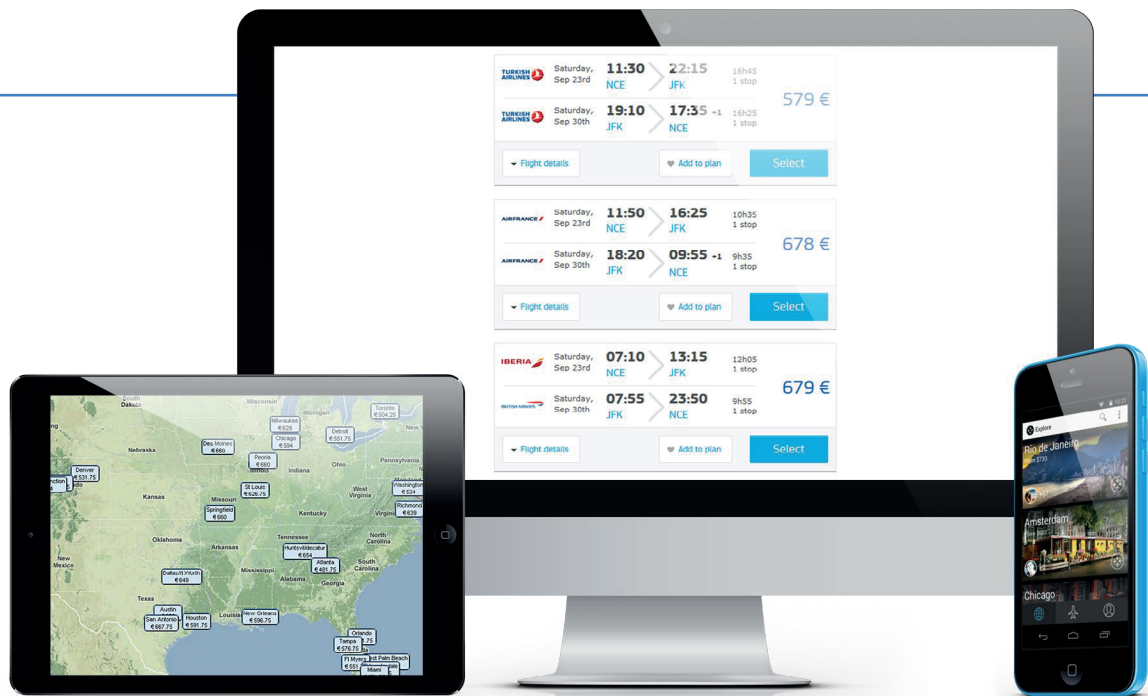 TURKISH AIRLINES
Saturday, Sep 23rd
11:30 NCE
22:15 JFK
16h45 1 stop
579 €
TURKISH AIRLINES
Saturday, Sep 30th
19:10 JFK
17:35 +1 NCE
16h25 1 stop
Flight details
Add to plan
Select
AIRFRANCE
Saturday, Sep 23rd
11:50 NCE
16:25 JFK
10h35 1 stop
678 €
AIRFRANCE
Saturday, Sep 30th
18:20 JFK
09:55 +1 NCE
9h35 1 stop
Flight details
Add to plan
Select
IBERIA
Saturday, Sep 23rd
07:10 NCE
13:15 JFK
12h05 1 stop
679 €
BRITISH AIRWAYS
Saturday, Sep 30th
07:55 JFK
23:50 NCE
9h55 1 stop
Flight details
Add to plan
Select
South Dakota
Wisconsin
Michigan
Toronto
€ 504.25
Milwaukee
€ 629
Detroit
€ 551.75
Chicago
€ 594
Des Moines
€ 660
Nebraska
Peoria
€ 660
Illinois
Indiana
Ohio
Pennsylvania
Denver
€ 531.75
Kansas
St Louis
€ 626.75
Missouri
West Virginia
Washington
€ 534
Springfield
€ 660
Kentucky
Richmond
€ 639
Oklahoma
Arkansas
Tennessee
North Carolina
Huntsvil/decatur
€ 654
Atlanta
€ 481.75
South Carolina
New Mexico
Mississippi
Alabama
Georgia
Dallas/ft.Worth
€ 649
Texas
Austin
San Antonio
€ 667.75
Houston
€ 591.75
New Orleans
€ 596.75
Orlando
Tampa
€ 576.75
Ft Myers
€ 551
Miami
Explore
Rio de Janeiro
Amsterdam
Chicago